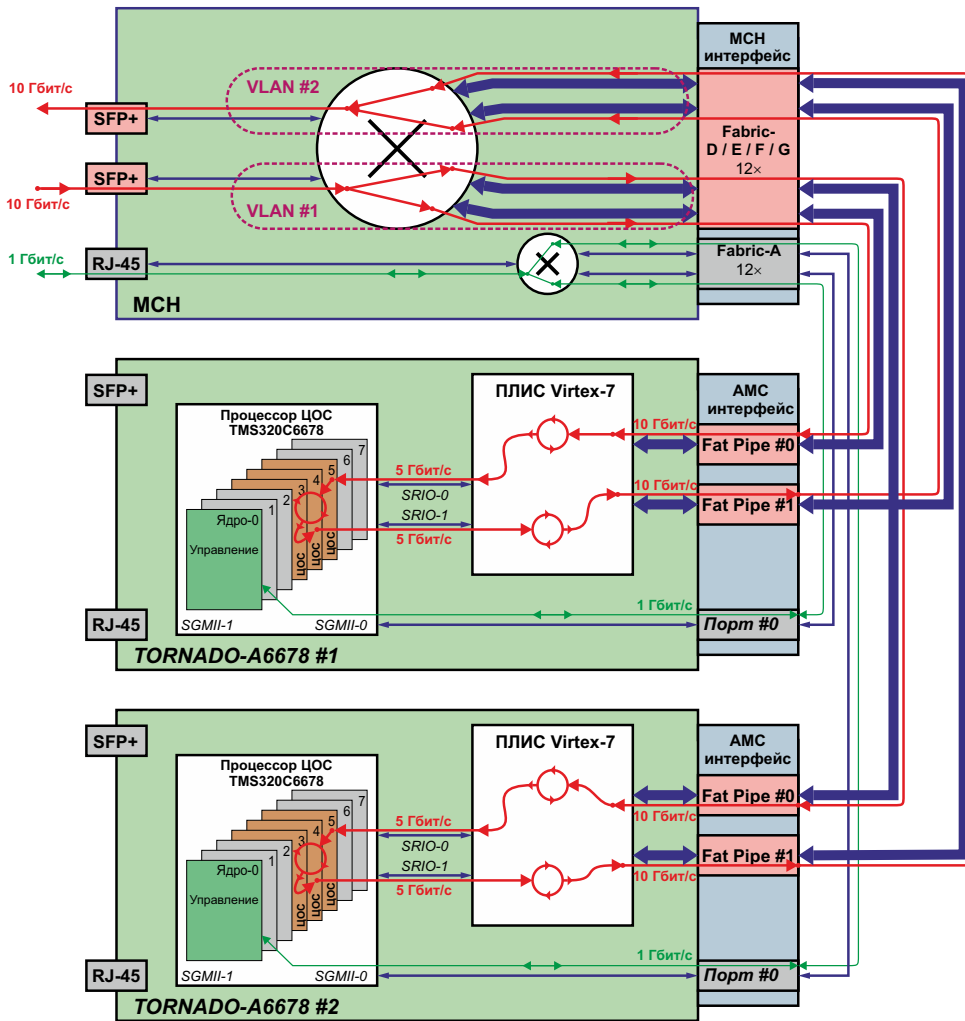 МСН интерфейс
10 Гбит/с
VLAN #2
SFP+
Fabric-
D / E / F / G
12×
SFP+
10 Гбит/с
VLAN #1
1 Гбит/с
RJ-45
Fabric-A
12×
МСН
SFP+
ПЛИС Virtex-7
АМС интерфейс
Процессор ЦОС
TMS320C6678
10 Гбит/с
Fat Pipe #0
5 Гбит/с
SRIO-0
SRIO-1
5 Гбит/с
10 Гбит/с
Fat Pipe #1
7
6
5
4
3
2
1
Ядро-0
Управление
ЦОС
ЦОС
ЦОС
1 Гбит/с
RJ-45
SGMII-1
SGMII-0
Порт #0
TORNADO-A6678 #1
SFP+
ПЛИС Virtex-7
АМС интерфейс
Процессор ЦОС
TMS320C6678
Fat Pipe #0
10 Гбит/с
5 Гбит/с
SRIO-0
SRIO-1
5 Гбит/с
Fat Pipe #1
10 Гбит/с
7
6
5
4
3
2
1
Ядро-0
Управление
ЦОС
ЦОС
ЦОС
1 Гбит/с
RJ-45
SGMII-1
SGMII-0
Порт #0
TORNADO-A6678 #2